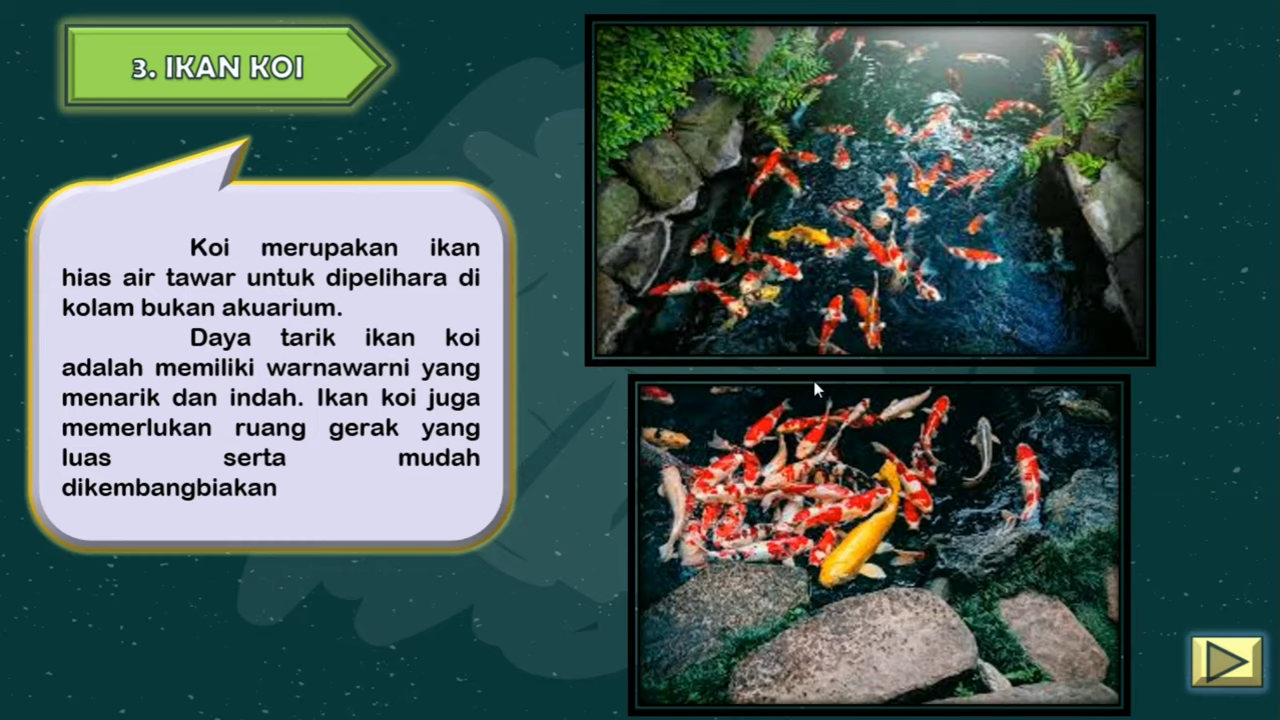 3. IKAN KOI
Koi merupakan ikan
hias air tawar untuk dipelihara di
kolam bukan akuarium.
Daya tarik ikan koi
adalah memiliki warnawarni yang
menarik dan indah. Ikan koi juga
memerlukan ruang gerak yang
luas serta mudah
dikembangbiakan